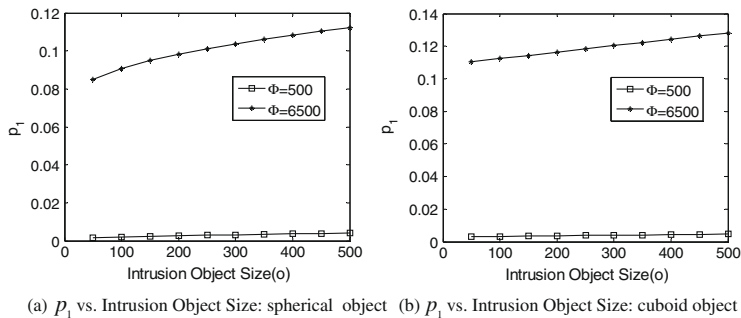 0.12
0.1
0.08
0.06
0.04
0.02
0
p1
Φ=500
Φ=6500
0 100 200 300 400 500
Intrusion Object Size(o)
(a) p1 vs. Intrusion Object Size: spherical object
0.14
0.12
0.1
0.08
0.06
0.04
0.02
0
p1
Φ=500
Φ=6500
0 100 200 300 400 500
Intrusion Object Size(o)
(b) p1 vs. Intrusion Object Size: cuboid object